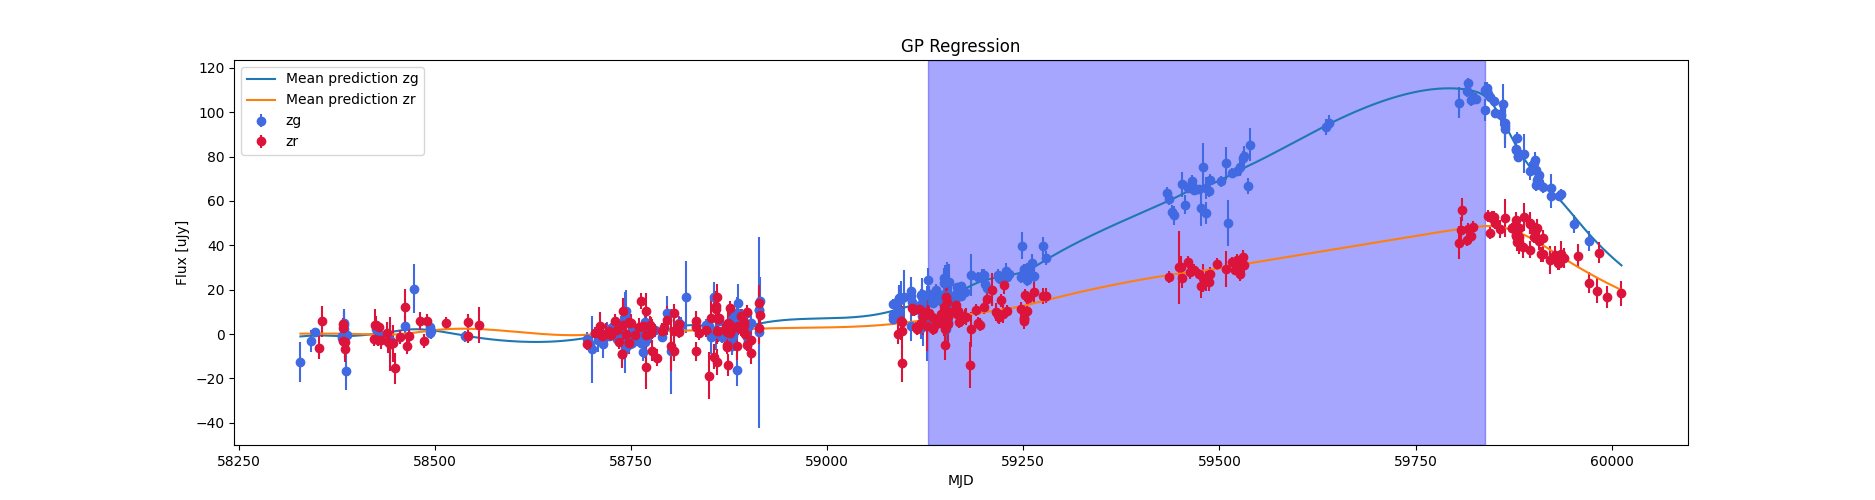 GP Regression
Mean prediction zg
Mean prediction zr
zg
zr
Flux [uJy]
120
100
80
60
40
20
0
−20
−40
58250
58500
58750
59000
59250
59500
59750
60000
MJD